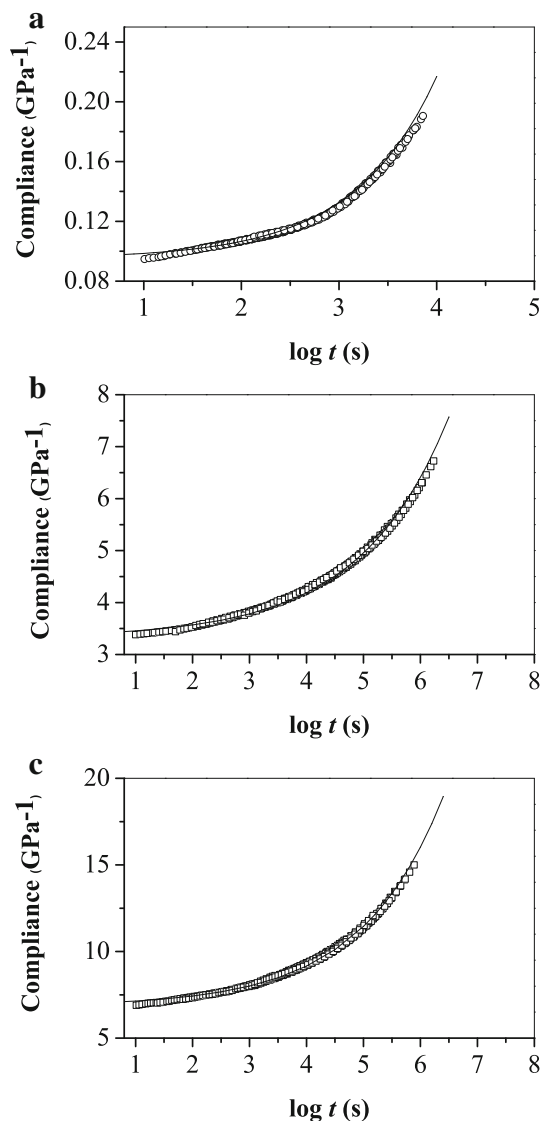 a
Compliance (GPa-1)
0.24
0.20
0.16
0.12
0.08
1 2 3 4 5
log t (s)
b
Compliance (GPa-1)
8
7
6
5
4
3
1 2 3 4 5 6 7 8
log t (s)
c
Compliance (GPa-1)
20
15
10
5
1 2 3 4 5 6 7 8
log t (s)